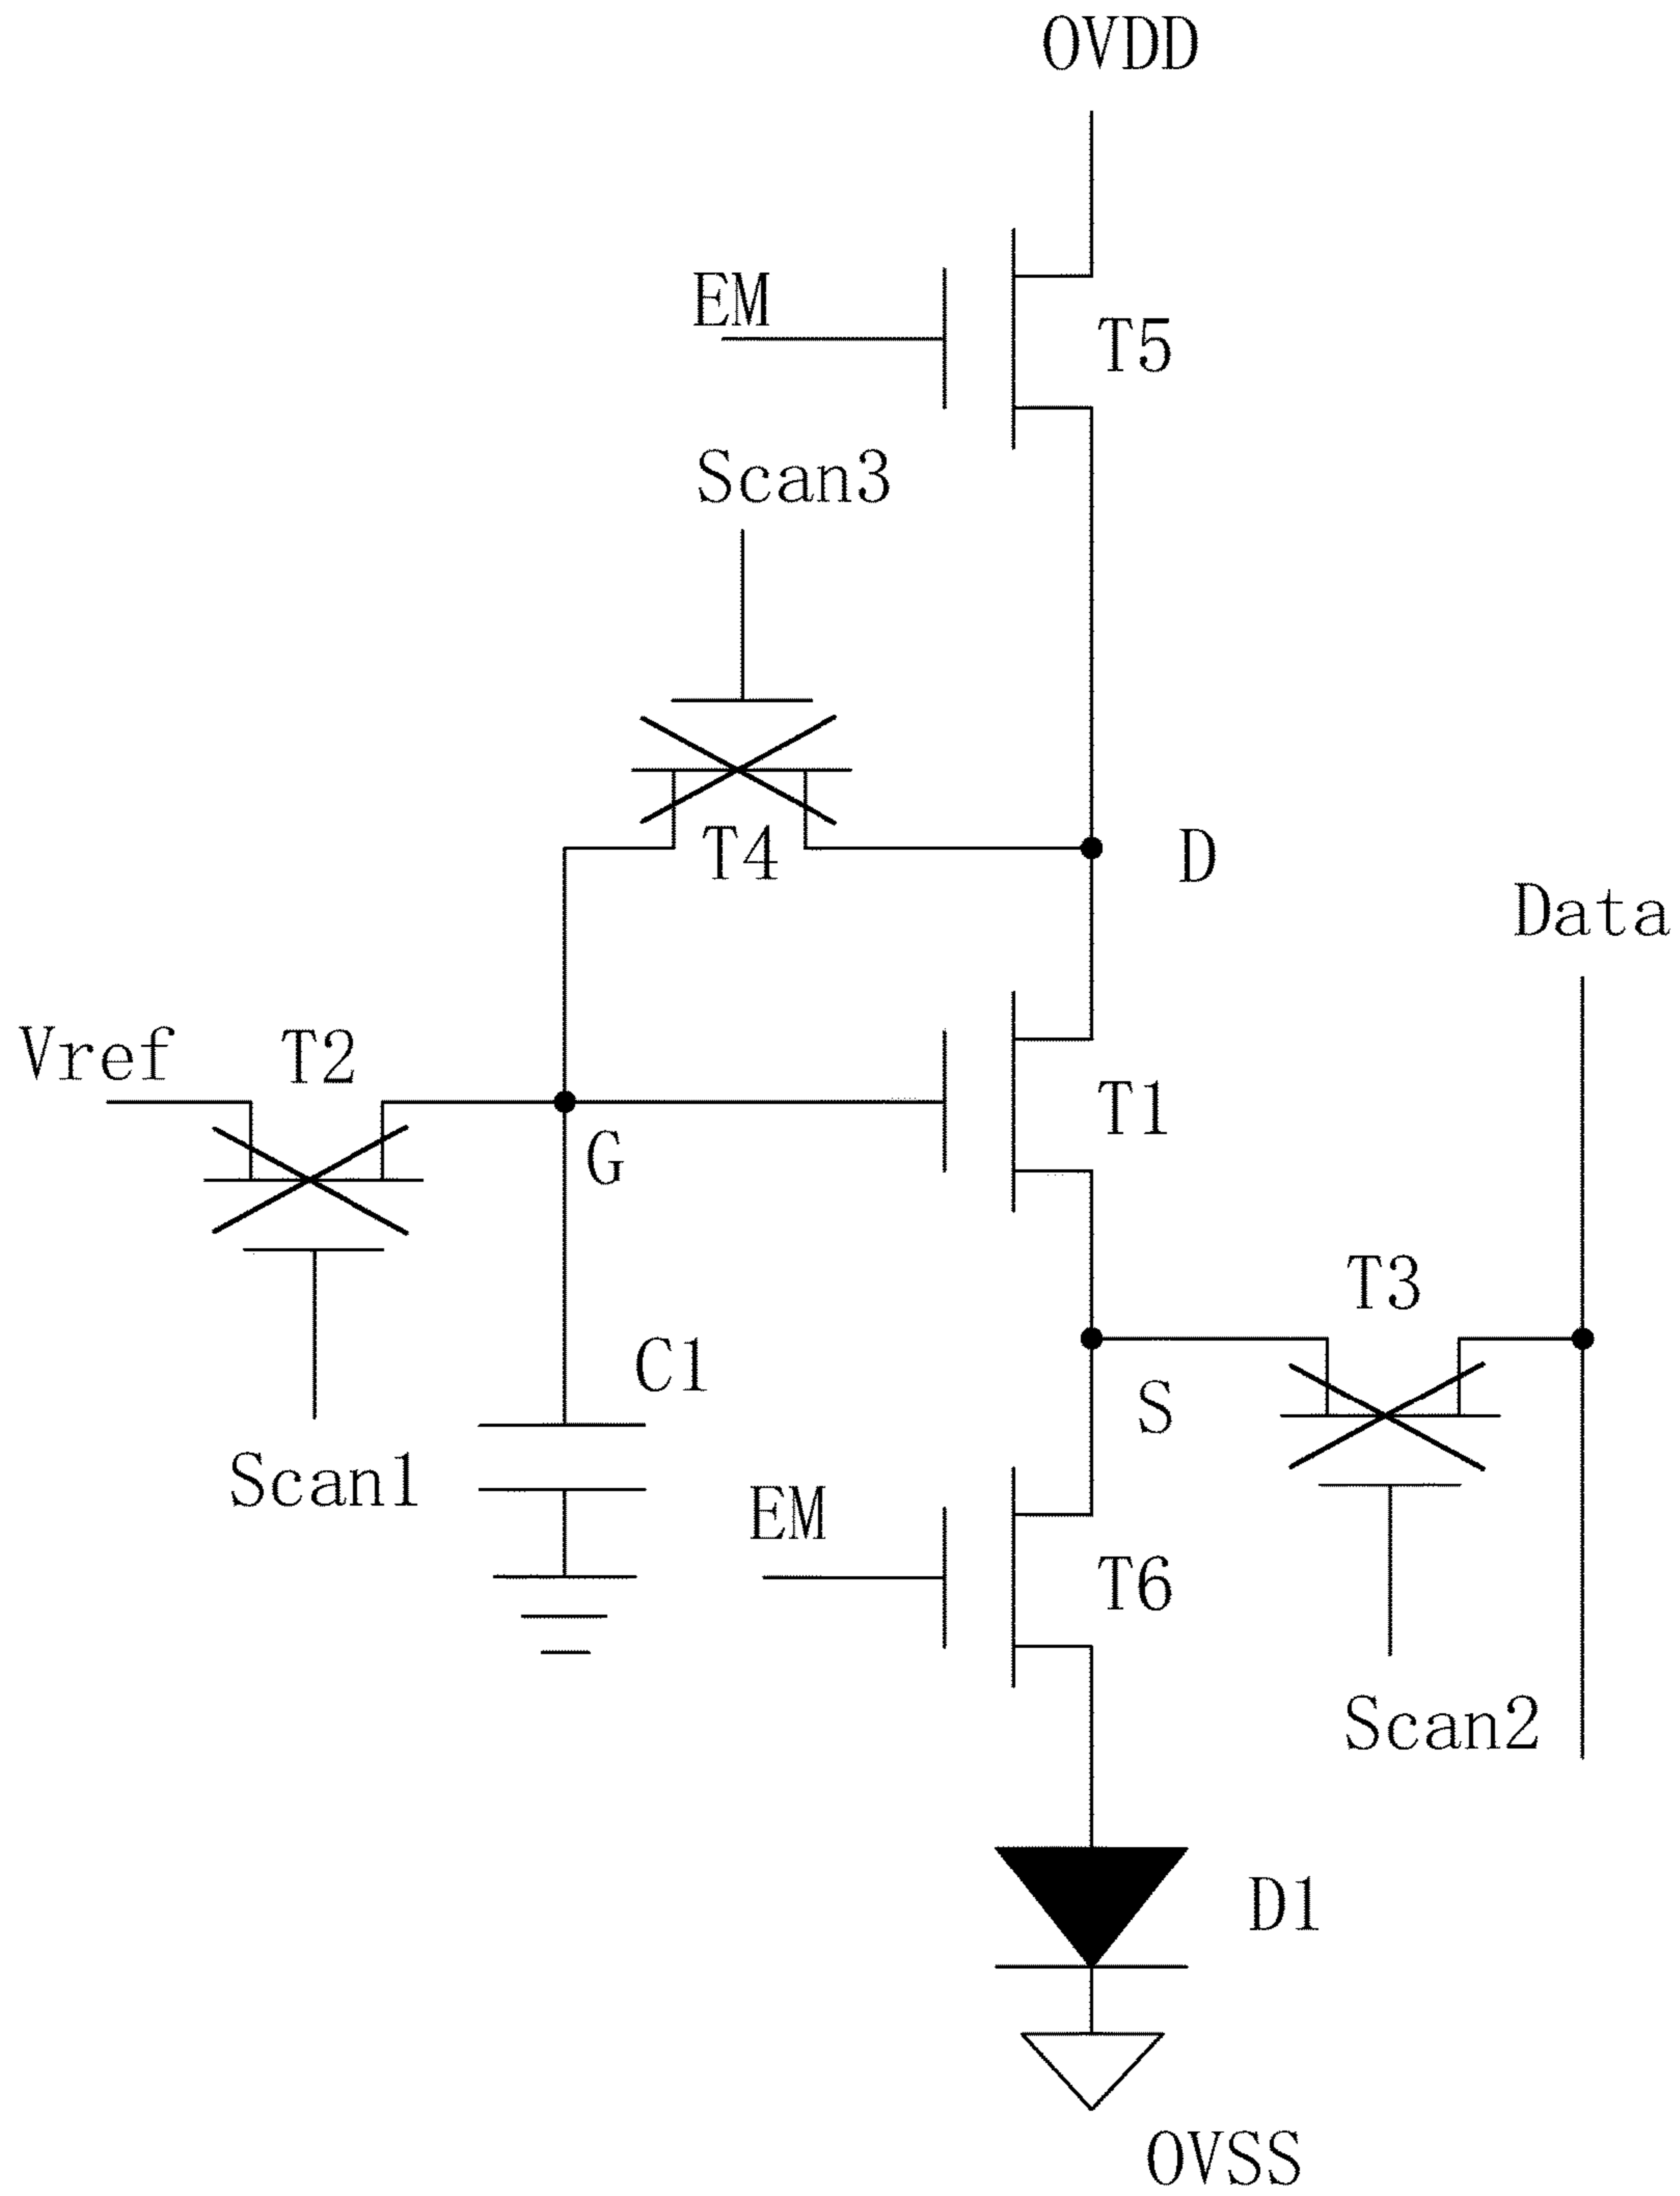 OVDD
EM
T5
Scan3
T4
D
Data
Vref
T2
T1
G
T3
C1
S
Scan1
EM
T6
Scan2
D1
OVSS